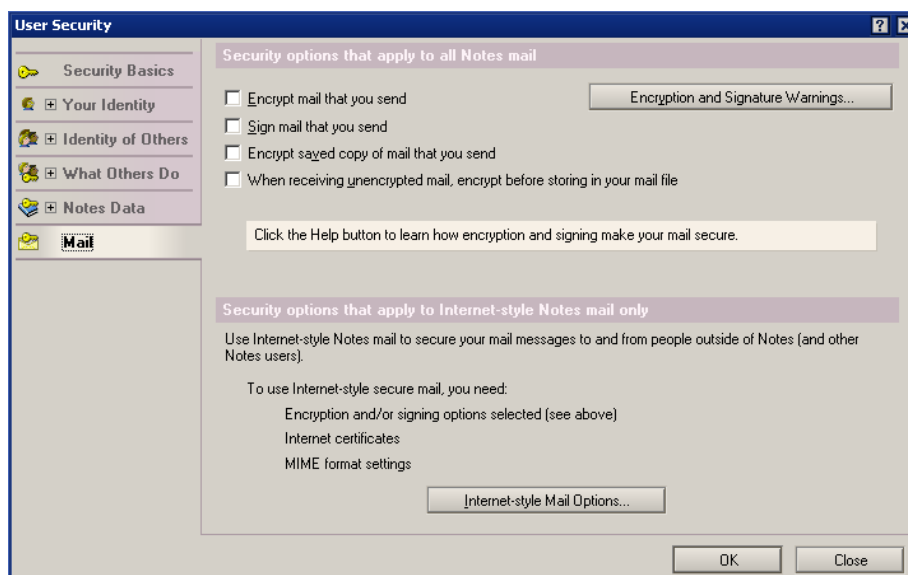 User Security
Security Basics
Your Identity
Identity of Others
What Others Do
Notes Data
Mail
Security options that apply to all Notes mail
Encrypt mail that you send
Encryption and Signature Warnings...
Sign mail that you send
Encrypt saved copy of mail that you send
When receiving unencrypted mail, encrypt before storing in your mail file
Click the Help button to learn how encryption and signing make your mail secure.
Security options that apply to Internet-style Notes mail only
Use Internet-style Notes mail to secure your mail messages to and from people outside of Notes (and other
Notes users).
To use Internet-style secure mail, you need:
Encryption and/or signing options selected (see above)
Internet certificates
MIME format settings
Internet-style Mail Options...
OK
Close